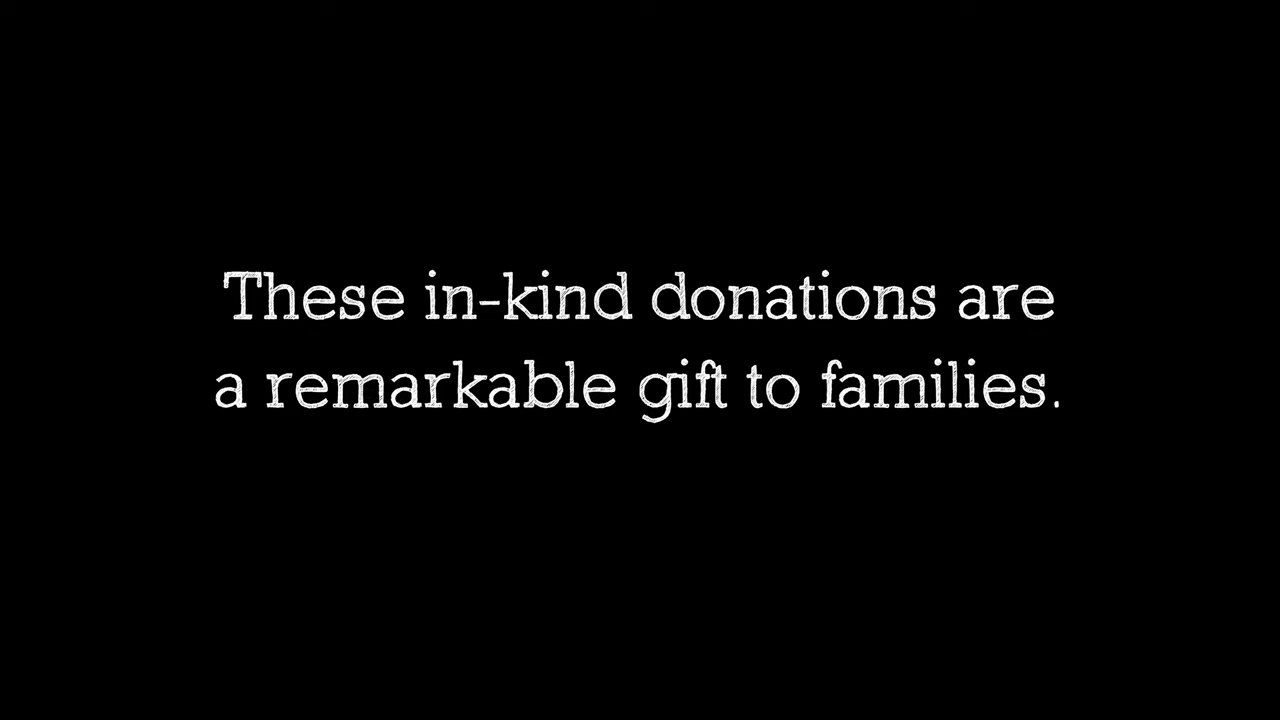 These in-kind donations are
a remarkable gift to families.